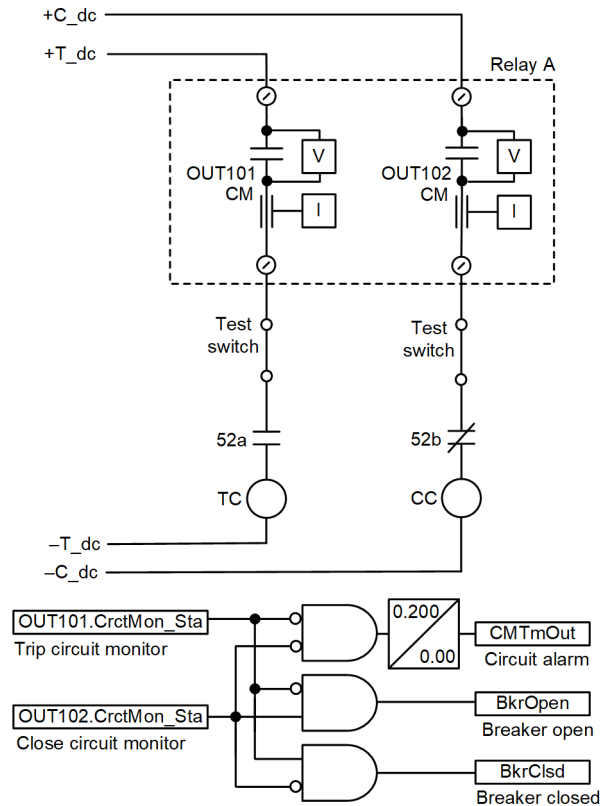 +C_dc
+T_dc
Relay A
V
V
OUT101
CM
OUT102
CM
I
I
Test
switch
Test
switch
52a
52b
TC
CC
–T_dc
–C_dc
OUT101.CrctMon_Sta
Trip circuit monitor
0.200
0.00
CMTmOut
Circuit alarm
OUT102.CrctMon_Sta
Close circuit monitor
BkrOpen
Breaker open
BkrClsd
Breaker closed